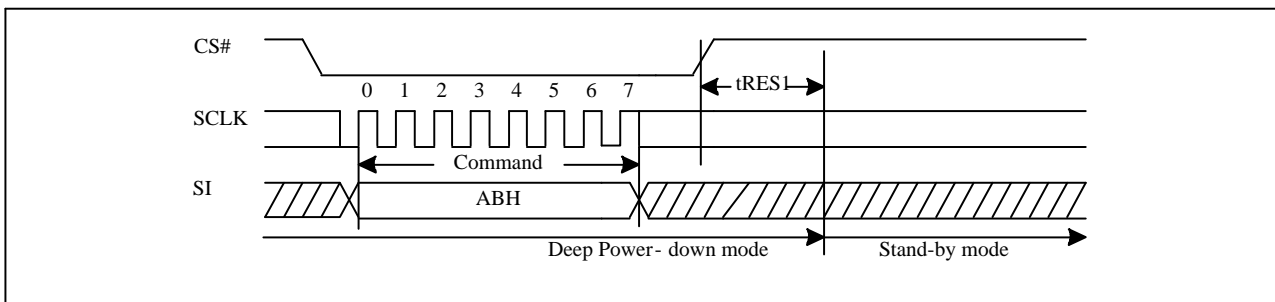 CS#
tRES1
0 1 2 3 4 5 6 7
SCLK
Command
SI
ABH
Deep Power- down mode
Stand-by mode